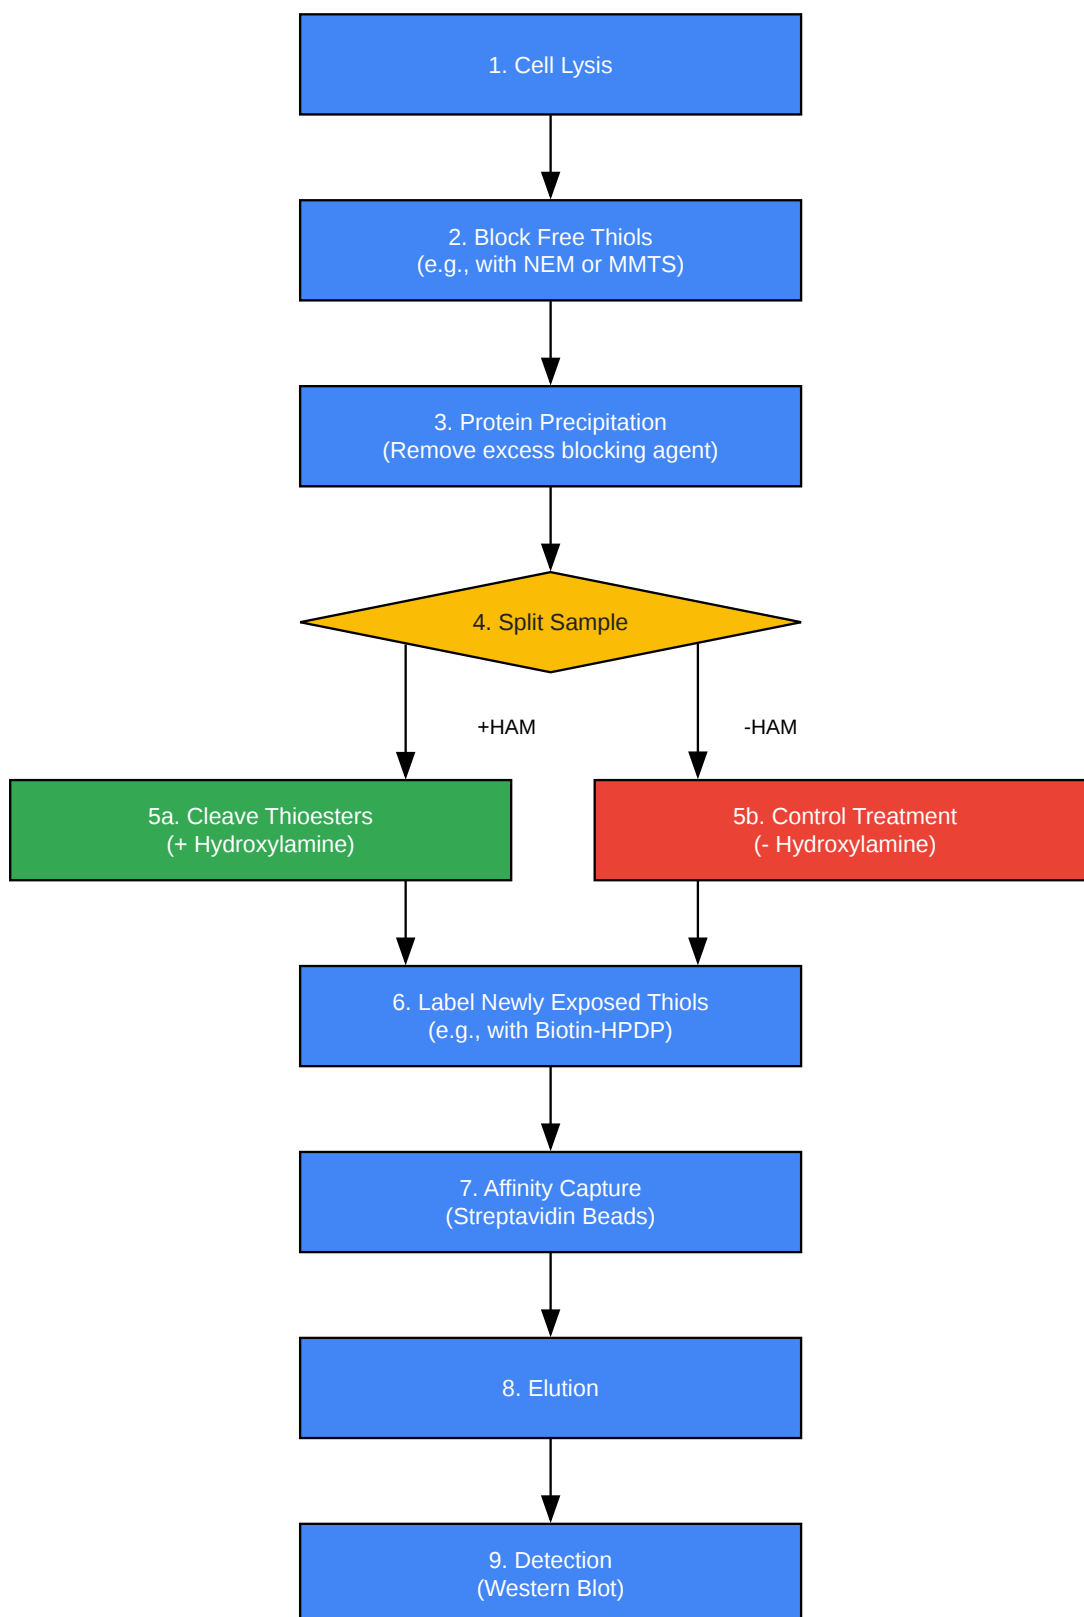 1. Cell Lysis
2. Block Free Thiols
(e.g., with NEM or MMTS)
3. Protein Precipitation
(Remove excess blocking agent)
4. Split Sample
+HAM
-HAM
5a. Cleave Thioesters
(+ Hydroxylamine)
5b. Control Treatment
(- Hydroxylamine)
6. Label Newly Exposed Thiols
(e.g., with Biotin-HPDP)
7. Affinity Capture
(Streptavidin Beads)
8. Elution
9. Detection
(Western Blot)